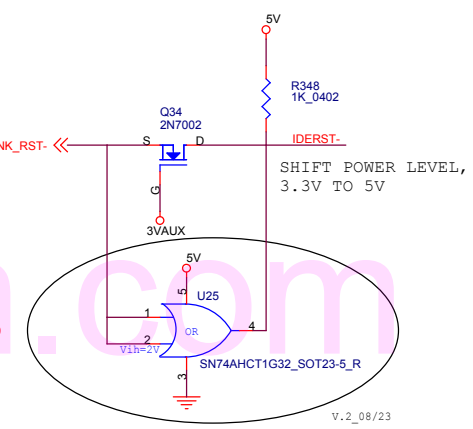 5V
R348
1K_0402
Q34
2N7002
NK_RST-
S
D
IDERST-
G
SHIFT POWER LEVEL,
3.3V TO 5V
3VAUX
5V
5
U25
1
OR
4
2
Vih=2V
3
SN74AHCT1G32_SOT23-5_R
n.com
V.2_08/23